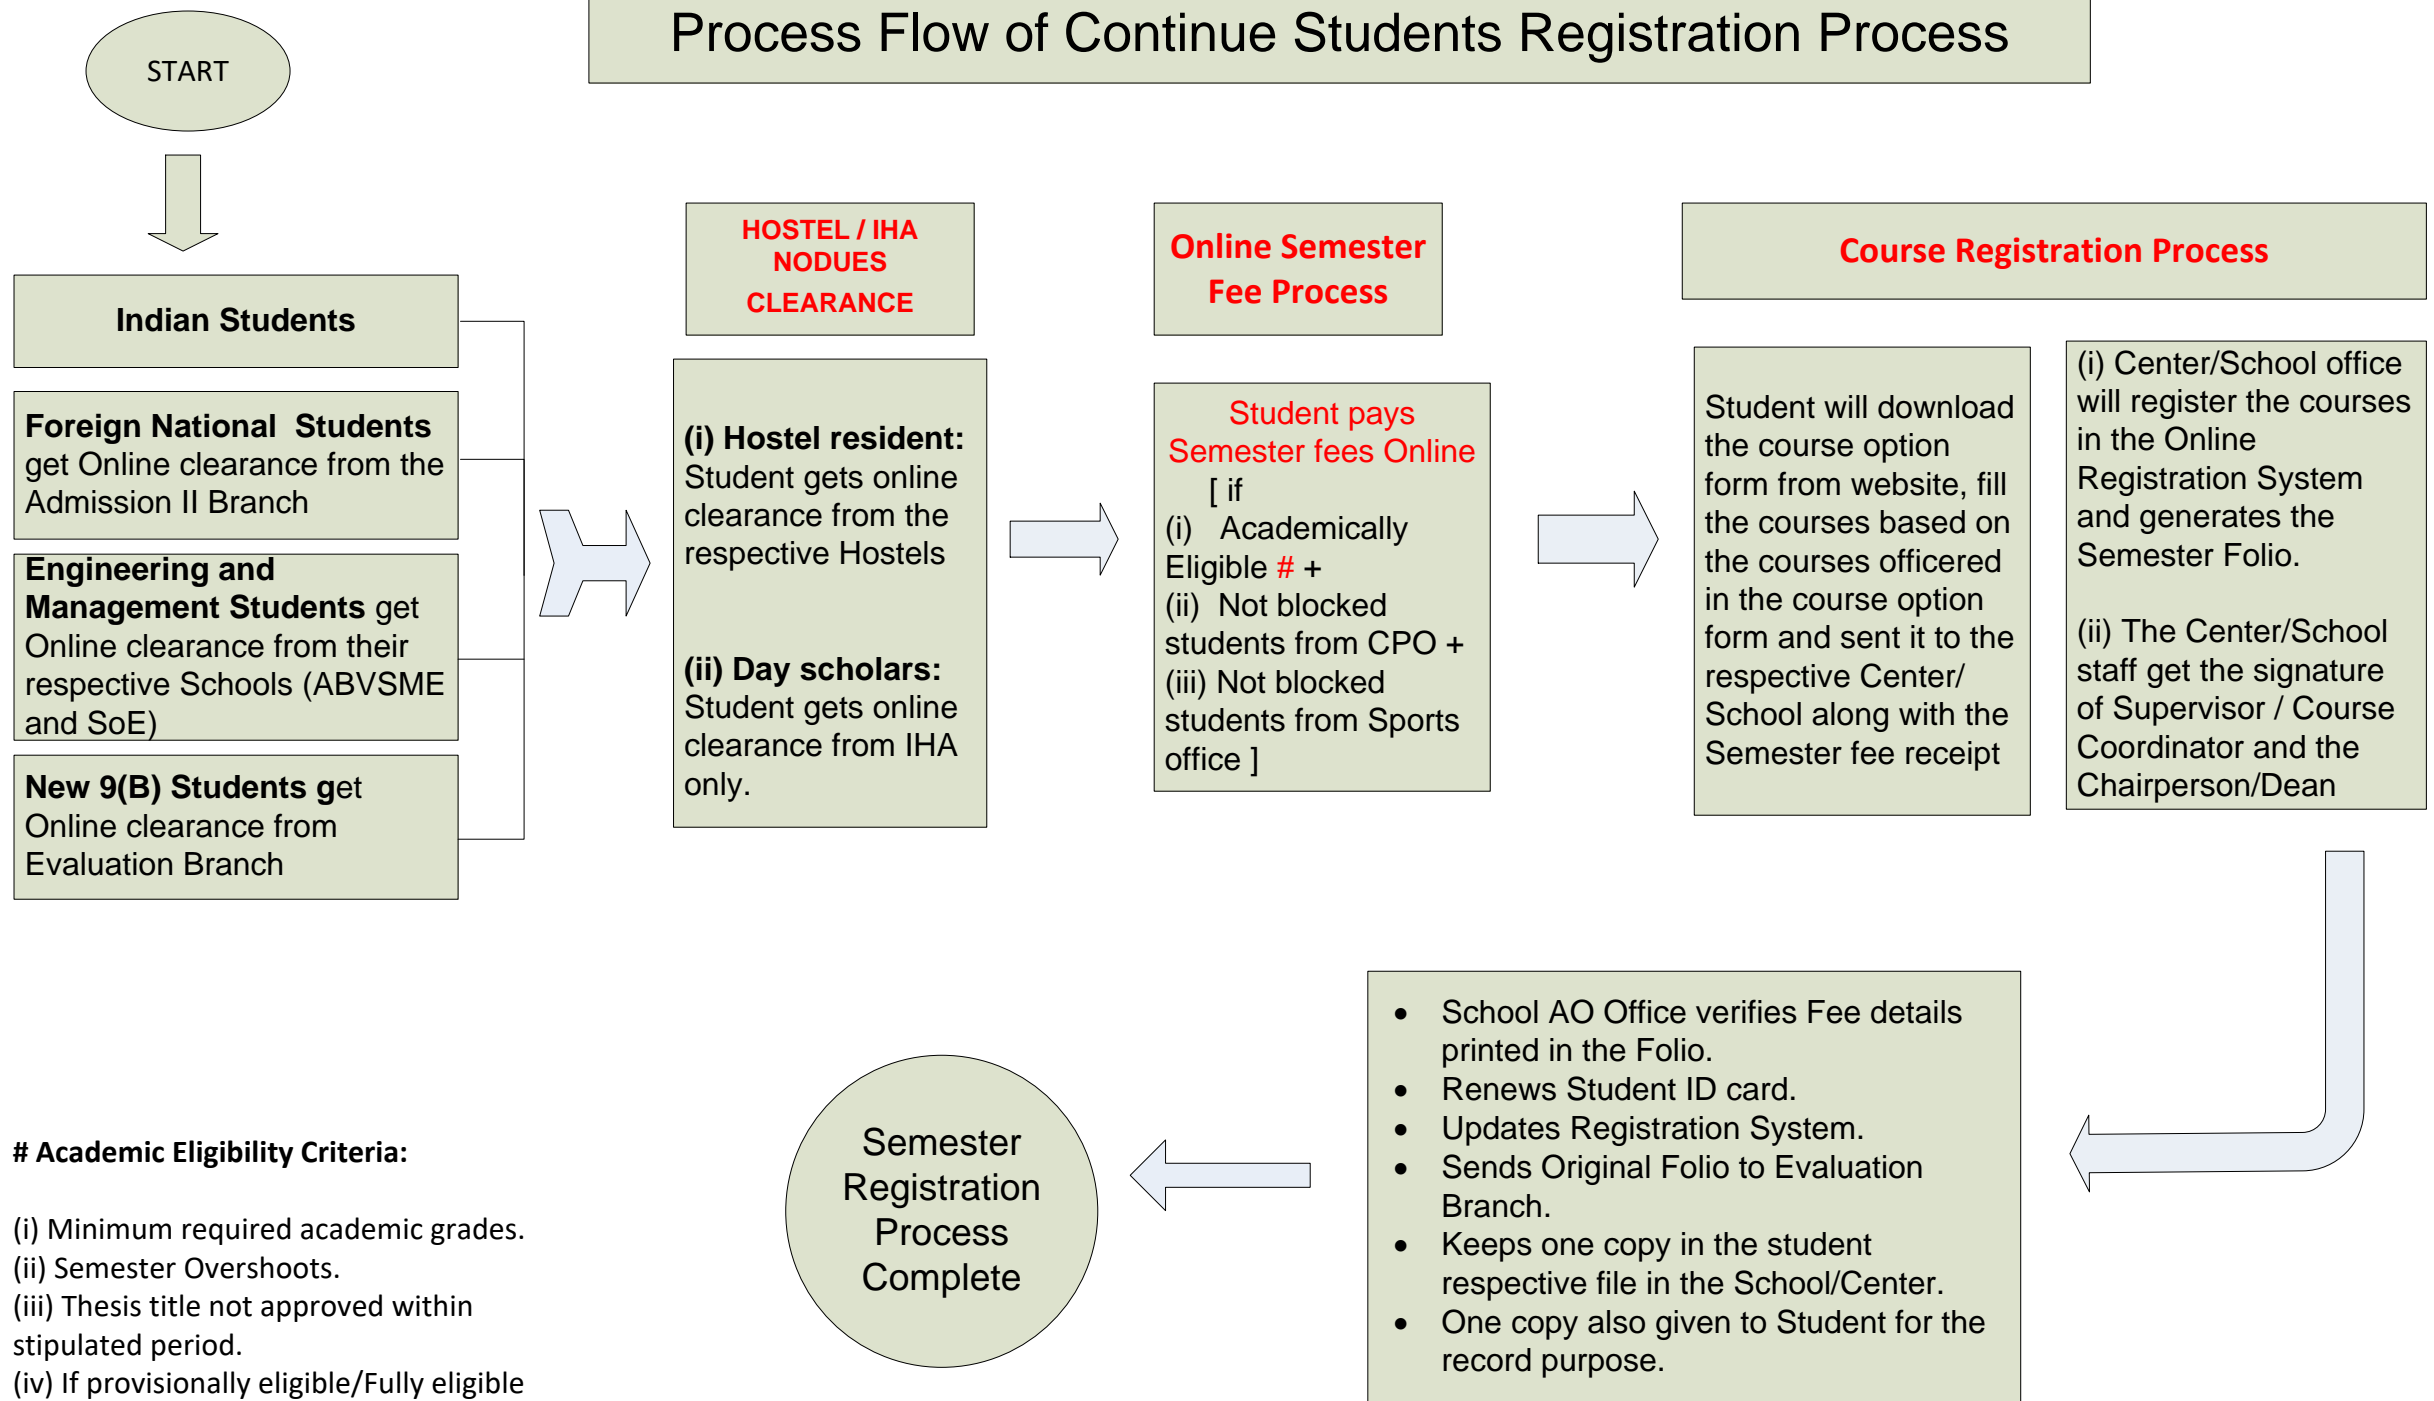 Process Flow of Continue Students Registration Process
START
Indian Students
Foreign National  Students
get Online clearance from the
Admission II Branch
Engineering and
Management Students get
Online clearance from their
respective Schools (ABVSME
and SoE)
New 9(B) Students get
Online clearance from
Evaluation Branch
HOSTEL / IHA
NODUES
CLEARANCE
(i) Hostel resident:
Student gets online
clearance from the
respective Hostels
(ii) Day scholars:
Student gets online
clearance from IHA
only.
Online Semester
Fee Process
Student pays
Semester fees Online
[ if
(i)   Academically
Eligible # +
(ii)  Not blocked
students from CPO +
(iii) Not blocked
students from Sports
office ]
Course Registration Process
Student will download
the course option
form from website, fill
the courses based on
the courses officered
in the course option
form and sent it to the
respective Center/
School along with the
Semester fee receipt
(i) Center/School office
will register the courses
in the Online
Registration System
and generates the
Semester Folio.
(ii) The Center/School
staff get the signature
of Supervisor / Course
Coordinator and the
Chairperson/Dean
• School AO Office verifies Fee details
printed in the Folio.
• Renews Student ID card.
• Updates Registration System.
• Sends Original Folio to Evaluation
Branch.
• Keeps one copy in the student
respective file in the School/Center.
• One copy also given to Student for the
record purpose.
Semester
Registration
Process
Complete
# Academic Eligibility Criteria:
(i) Minimum required academic grades.
(ii) Semester Overshoots.
(iii) Thesis title not approved within
stipulated period.
(iv) If provisionally eligible/Fully eligible